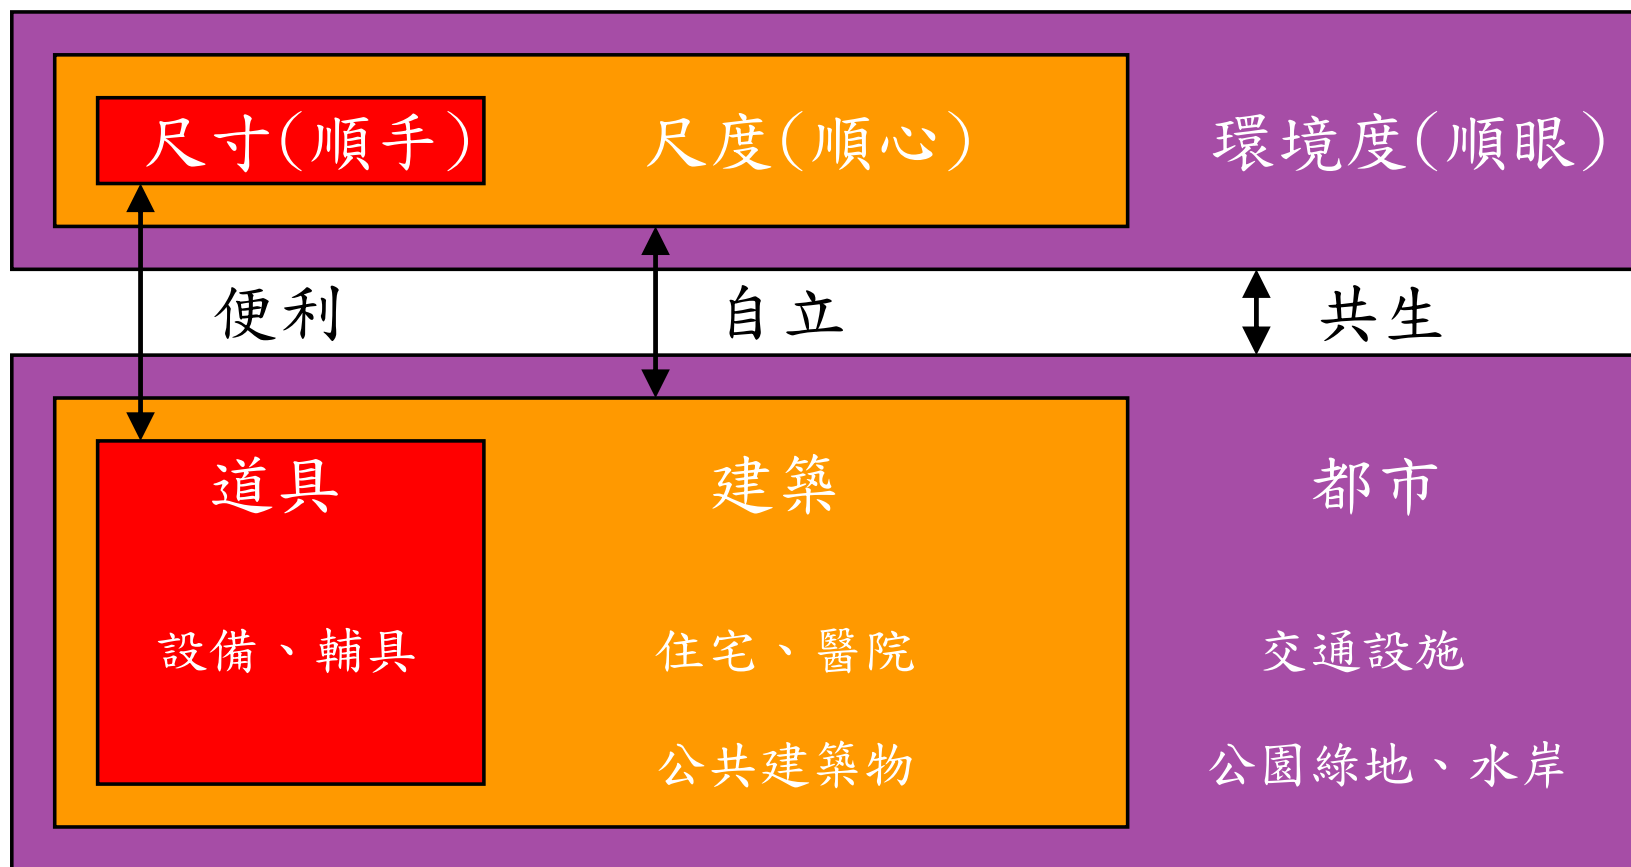 尺寸(順手) 尺度(順心) 環境度(順眼)
便利 自立 共生
道具 建築 都市
設備、輔具 住宅、醫院 交通設施
公共建築物 公園綠地、水岸